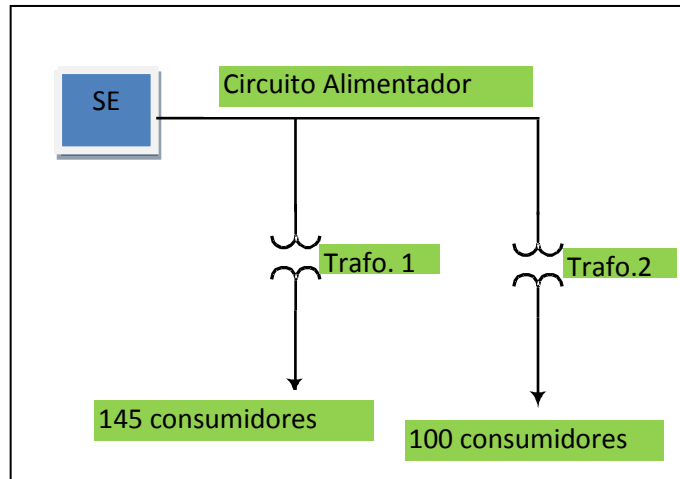 SE
Circuito Alimentador
Trafo. 1
Trafo.2
145 consumidores
100 consumidores